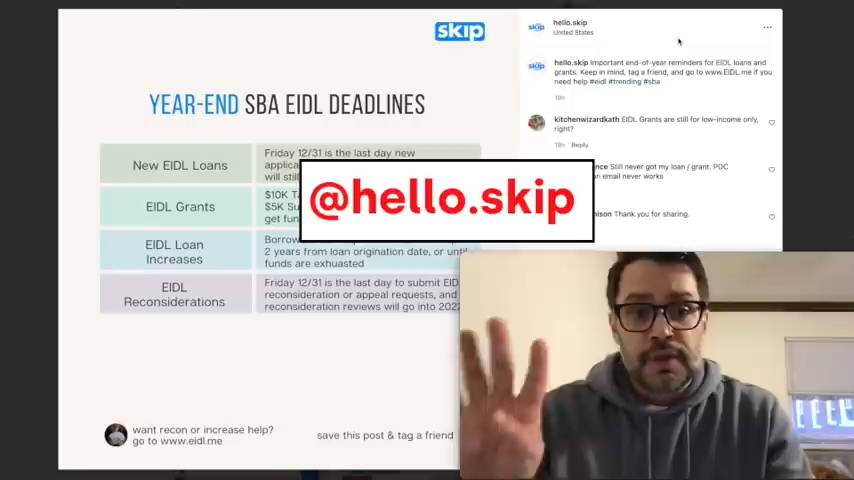 skip
YEAR-END SBA EIDL DEADLINES
New EIDL Loans
Friday 12/31 is the last day new
applica
will still
EIDL Grants
$10K T
$5K Su
get fun
EIDL Loan
Increases
Borrow
2 years from loan origination date, or until
funds are exhuasted
EIDL
Reconsiderations
Friday 12/31 is the last day to submit EID
reconsideration or appeal requests, and
reconsideration reviews will go into 2022
want recon or increase help?
go to www.eidl.me
save this post & tag a friend
@hello.skip
skip
hello.skip
United States
skip
hello.skip Important end-of-year reminders for EIDL loans and
grants. Keep in mind, tag a friend, and go to www.EIDL.me if you
need help #eidl #trending #sba
18h
kitchenwizardkath EIDL Grants are still for low-income only,
right?
18h Reply
nce Still never got my loan / grant. PDC
on email never works
nison Thank you for sharing.